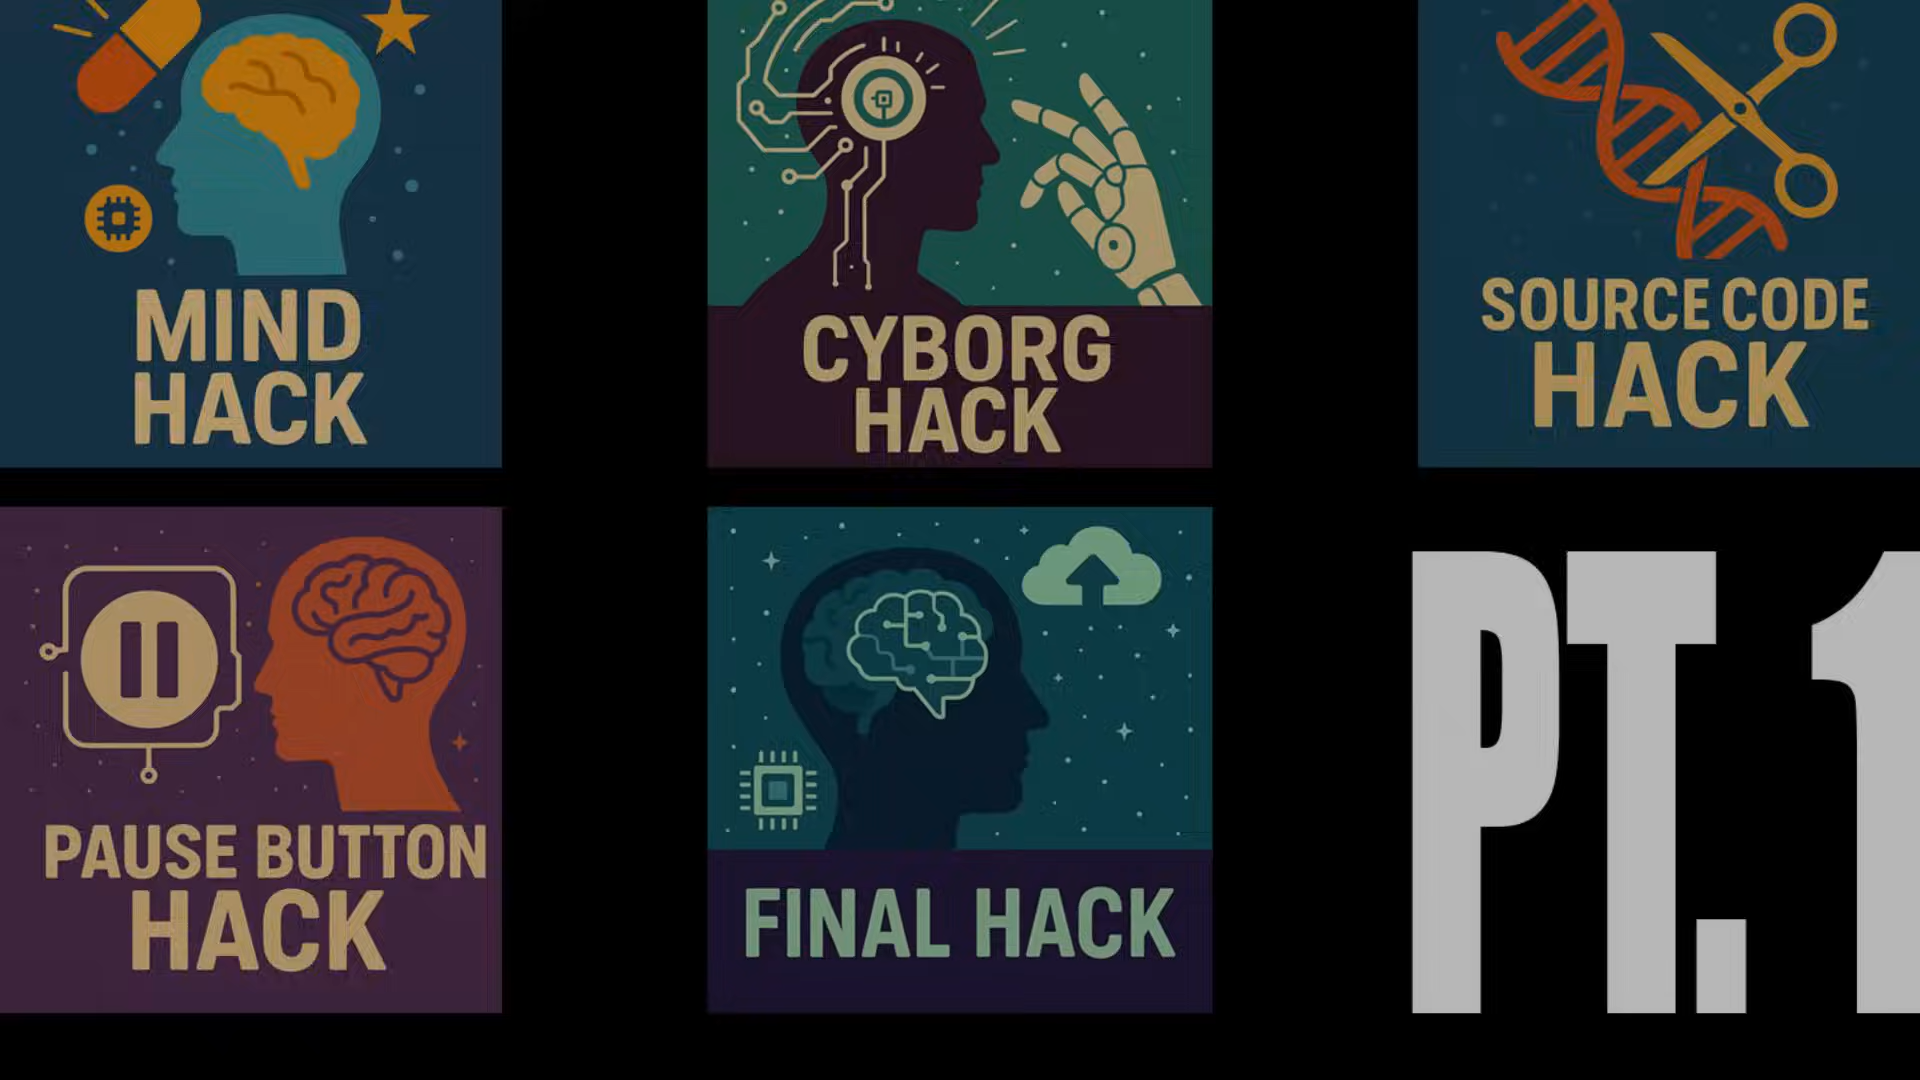 MIND
HACK
CYBORG
HACK
SOURCE CODE
HACK
PAUSE BUTTON
HACK
FINAL HACK
PT. 1